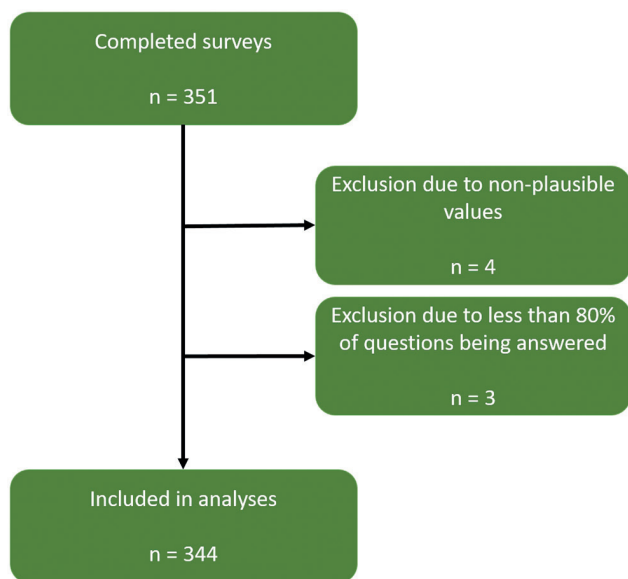 Completed surveys
n = 351
Exclusion due to non-plausible
values
n = 4
Exclusion due to less than 80%
of questions being answered
n = 3
Included in analyses
n = 344